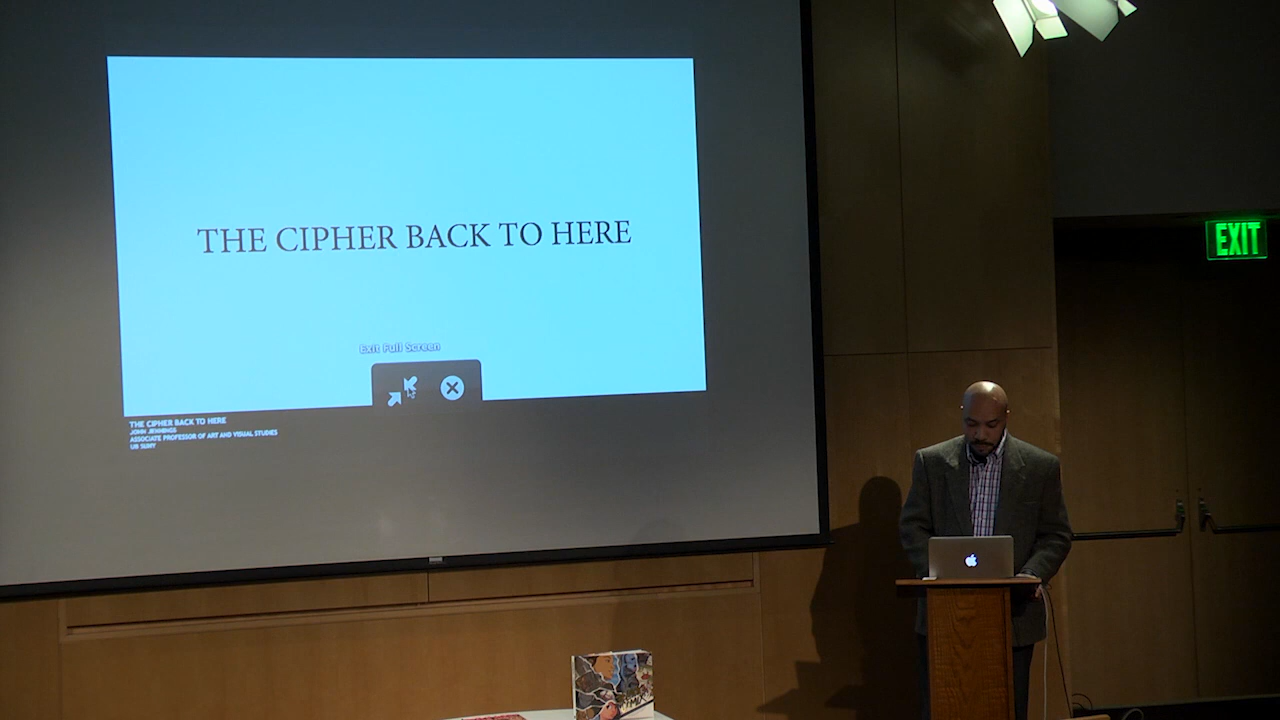 THE CIPHER BACK TO HERE
Exit Full Screen
THE CIPHER BACK TO HERE
JOHN JENNINGS
ASSOCIATE PROFESSOR OF ART AND VISUAL STUDIES
UB SUNY
EXIT